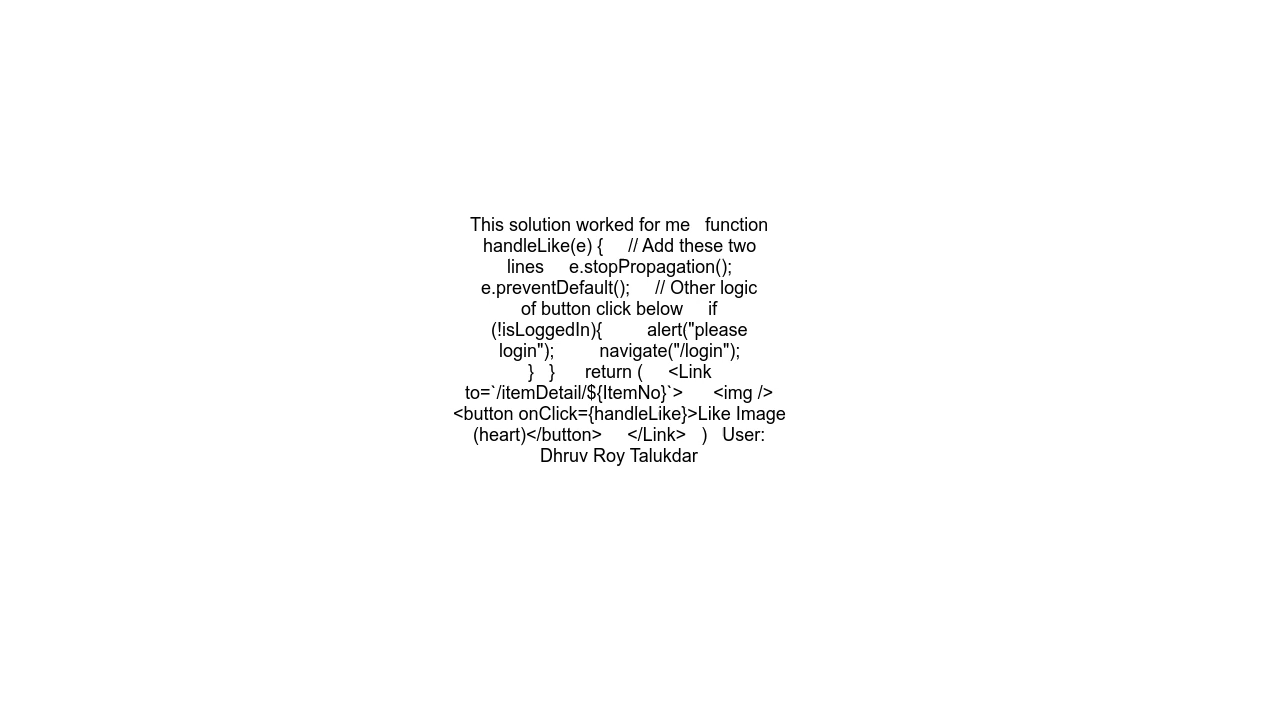 This solution worked for me   function
handleLike(e) {     // Add these two
lines     e.stopPropagation();
e.preventDefault();     // Other logic
of button click below     if
(!isLoggedIn){         alert("please
login");         navigate("/login");
}   }      return (     <Link
to=`/itemDetail/${ItemNo}`>      <img />
<button onClick={handleLike}>Like Image
(heart)</button>     </Link>   )   User:
Dhruv Roy Talukdar